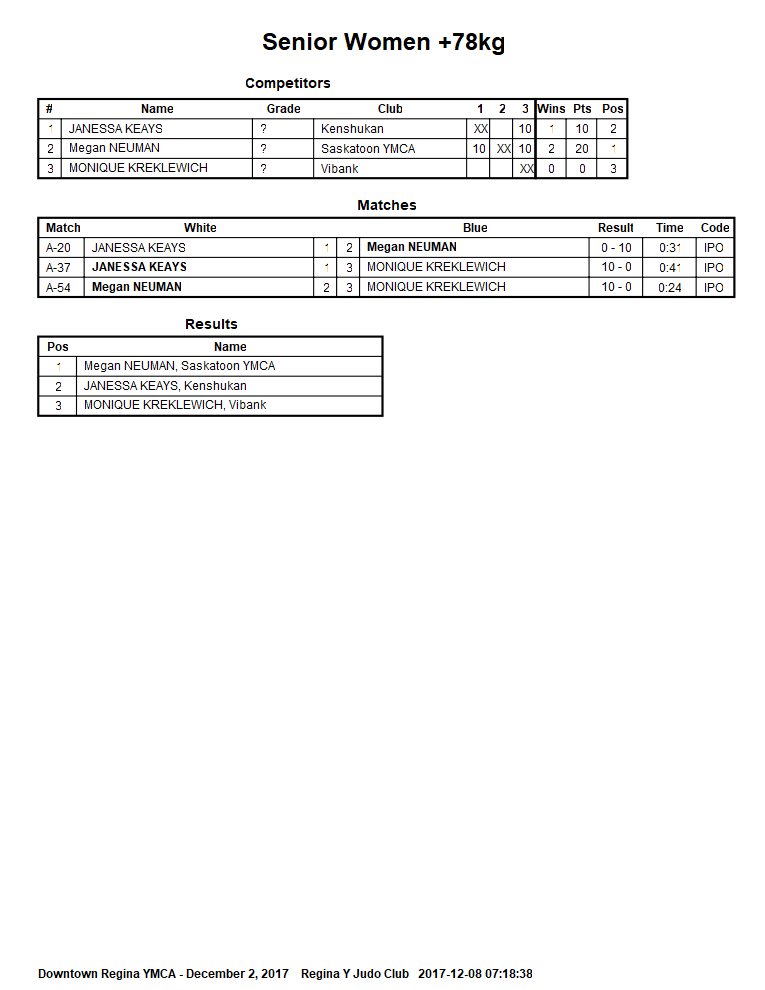 Senior Women +78kg
Competitors
# Name Grade Club 1 2 3 Wins Pts Pos
1 JANESSA KEAYS ? Kenshukan XX 10 1 10 2
2 Megan NEUMAN ? Saskatoon YMCA 10 XX 10 2 20 1
3 MONIQUE KREKLEWICH ? Vibank XX 0 0 3
Matches
Match White Blue Result Time Code
A-20 JANESSA KEAYS 1 2 Megan NEUMAN 0 - 10 0:31 IPO
A-37 JANESSA KEAYS 1 3 MONIQUE KREKLEWICH 10 - 0 0:41 IPO
A-54 Megan NEUMAN 2 3 MONIQUE KREKLEWICH 10 - 0 0:24 IPO
Results
Pos Name
1 Megan NEUMAN, Saskatoon YMCA
2 JANESSA KEAYS, Kenshukan
3 MONIQUE KREKLEWICH, Vibank
Downtown Regina YMCA - December 2, 2017 Regina Y Judo Club 2017-12-08 07:18:38